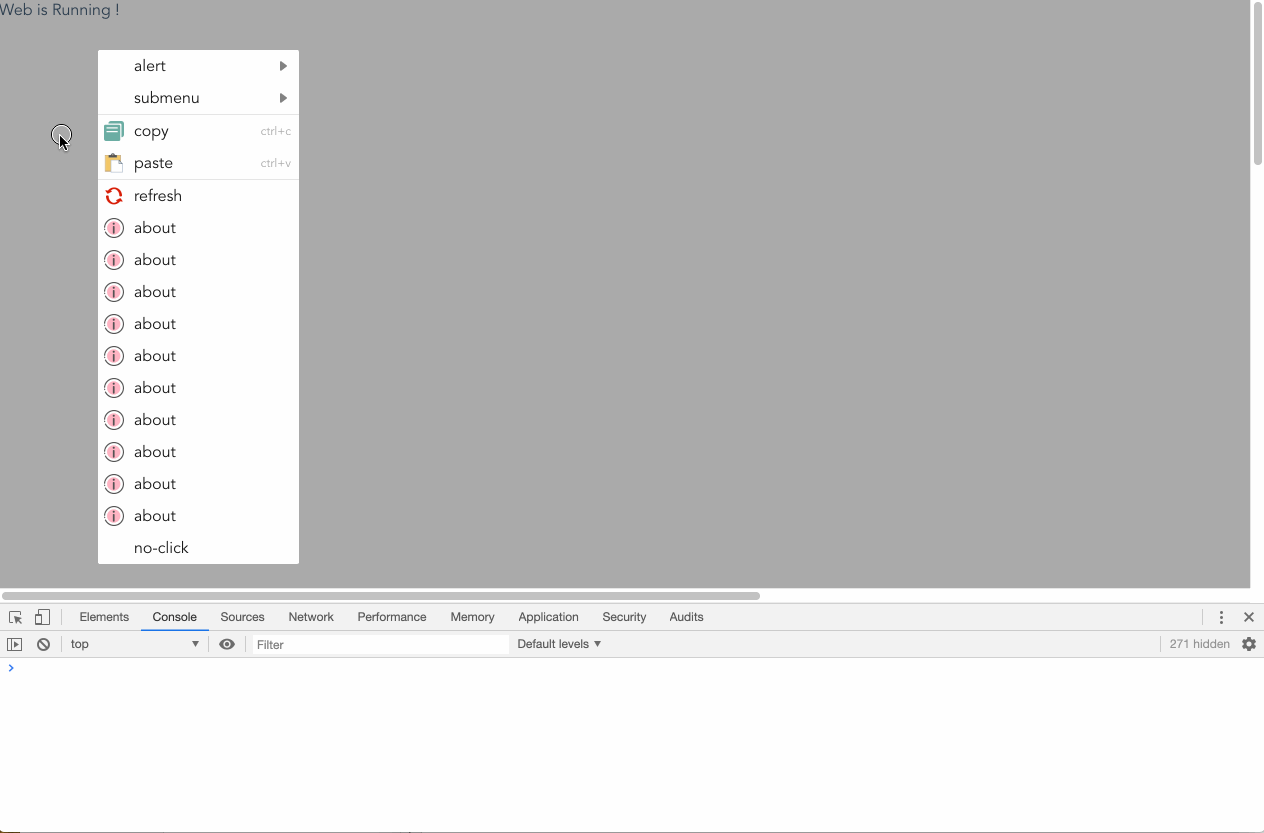 Web is Running !
alert
submenu
copy ctrl+c
paste ctrl+v
refresh
about
about
about
about
about
about
about
about
about
about
no-click
Elements Console Sources Network Performance Memory Application Security Audits
top Filter Default levels 271 hidden